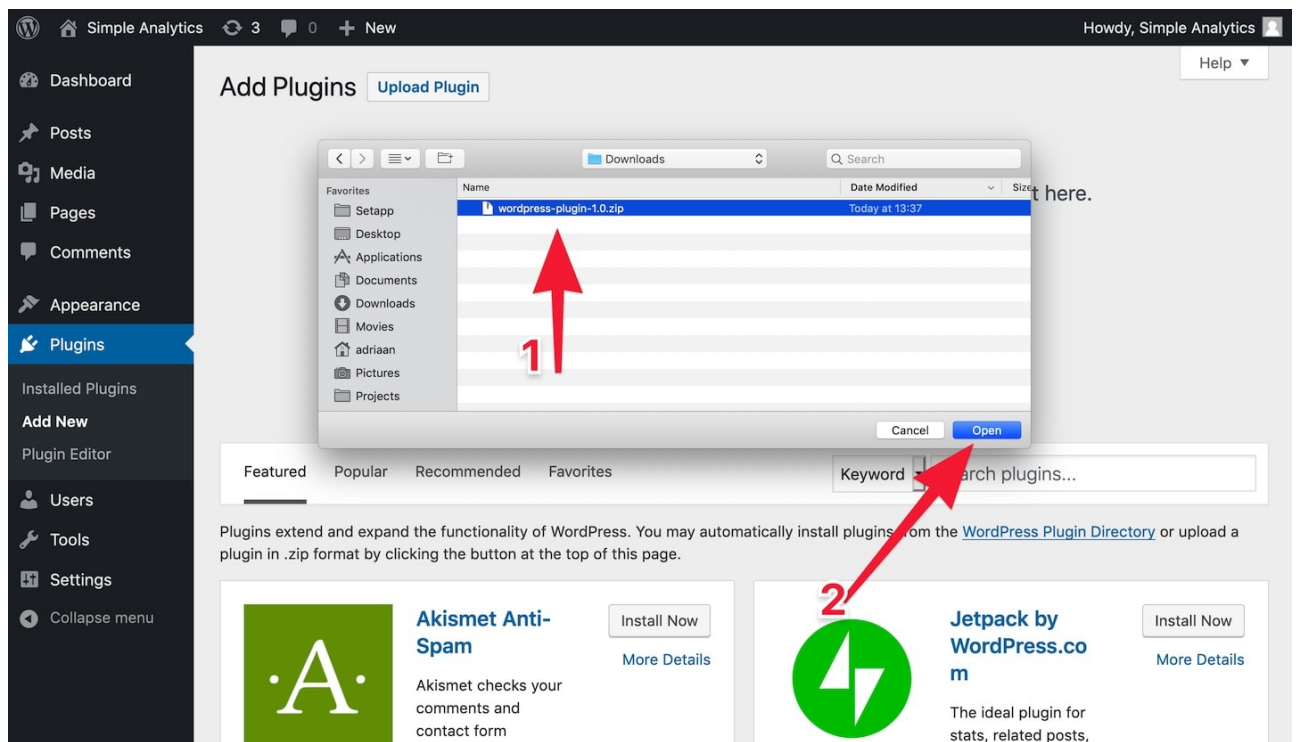 Simple Analytics 3 0 New Howdy, Simple Analytics
Help
Dashboard
Posts
Media
Pages
Comments
Appearance
Plugins
Installed Plugins
Add New
Plugin Editor
Users
Tools
Settings
Collapse menu
Add Plugins Upload Plugin
Downloads Search
Favorites
Setapp
Desktop
Applications
Documents
Downloads
Movies
adriaan
Pictures
Projects
Name Date Modified Size
wordpress-plugin-1.0.zip Today at 13:37
t here.
1
Cancel Open
Featured Popular Recommended Favorites Keyword arch plugins...
Plugins extend and expand the functionality of WordPress. You may automatically install plugins from the WordPress Plugin Directory or upload a
plugin in .zip format by clicking the button at the top of this page.
2
·A·
Akismet Anti-
Spam
Install Now
More Details
Akismet checks your
comments and
contact form
Jetpack by
WordPress.co
m
Install Now
More Details
The ideal plugin for
stats, related posts,